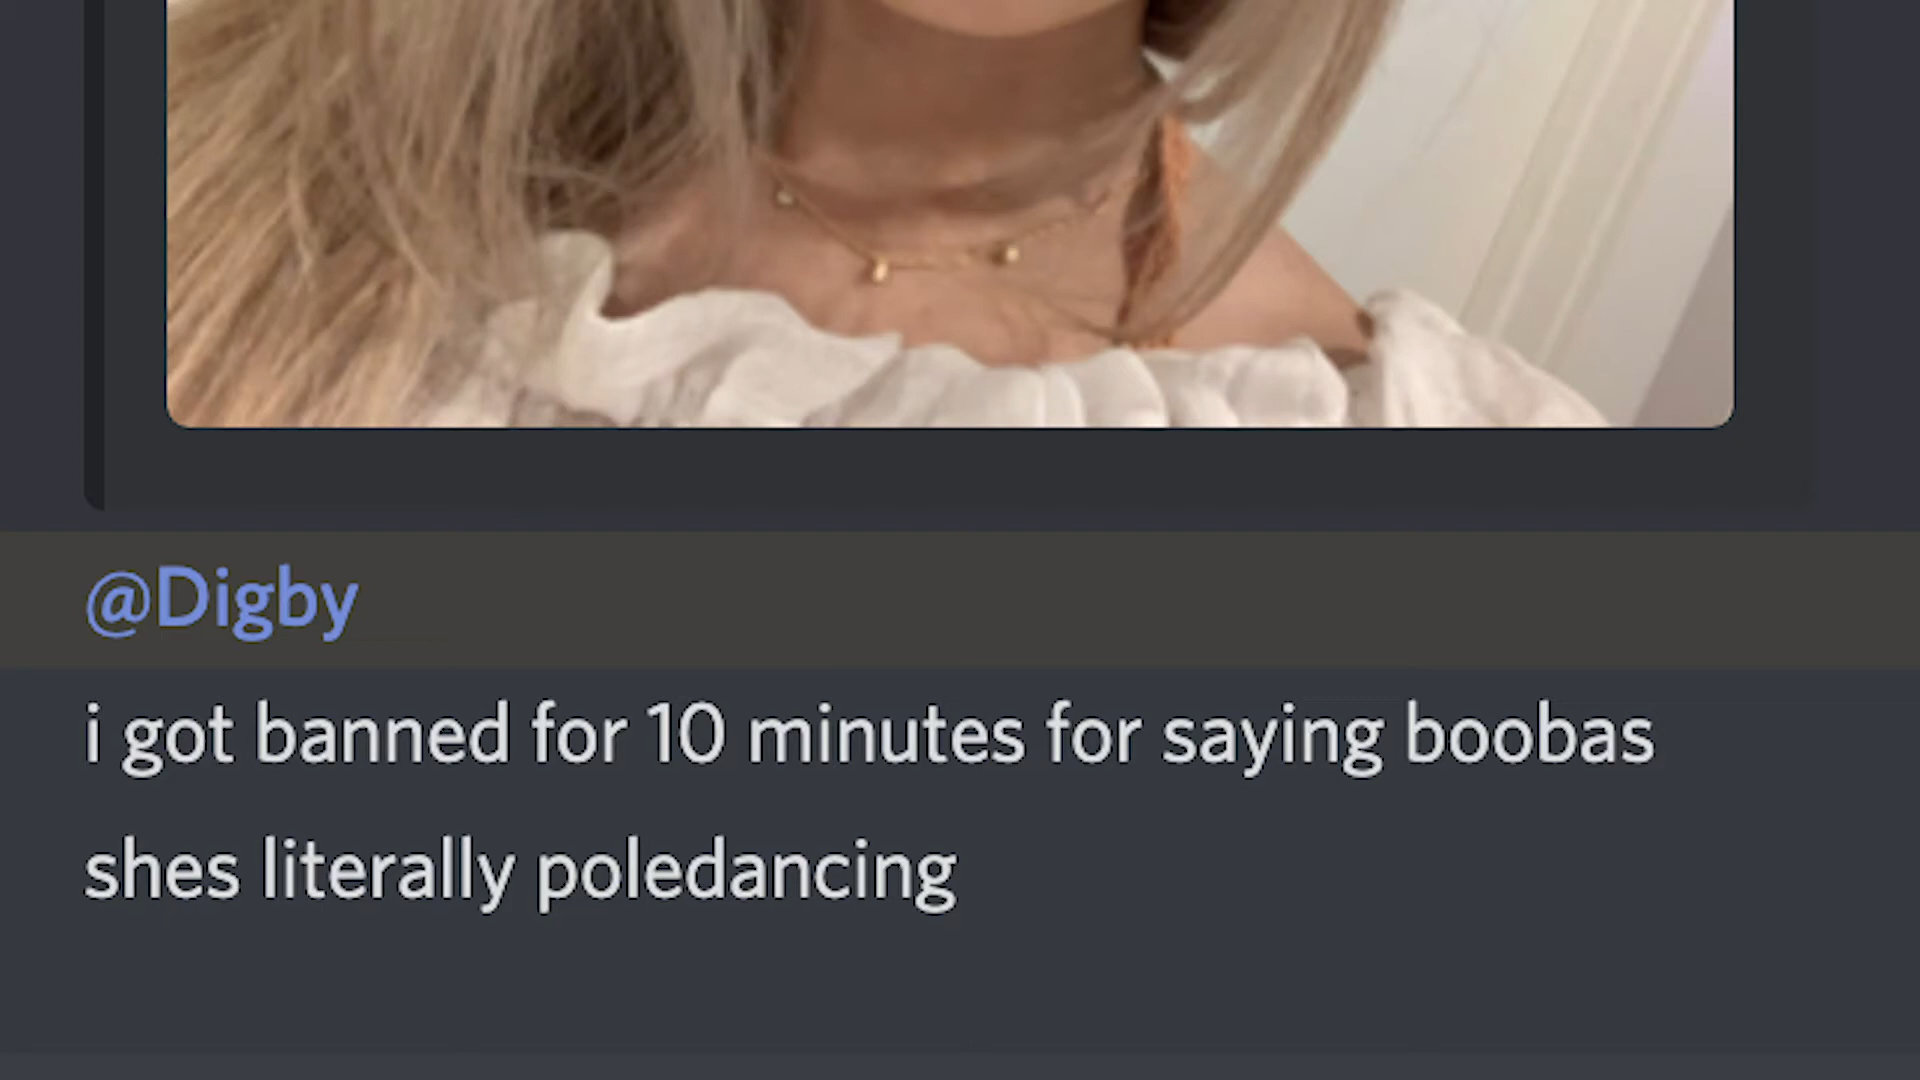 @Digby
i got banned for 10 minutes for saying boobas
shes literally poledancing